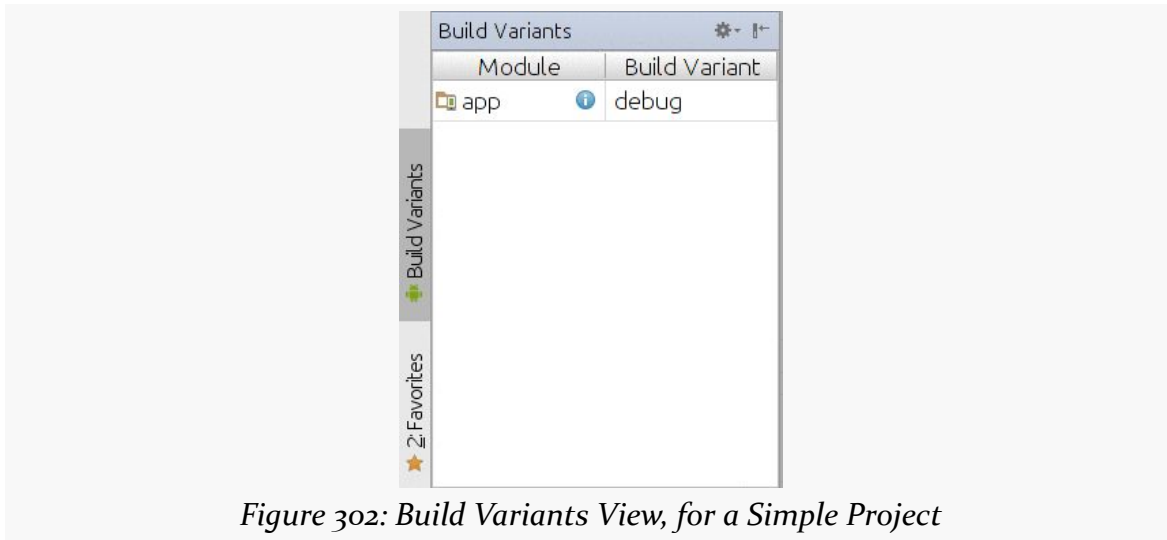 Build Variants
Module Build Variant
app debug
Build Variants
2: Favorites
Figure 302: Build Variants View, for a Simple Project